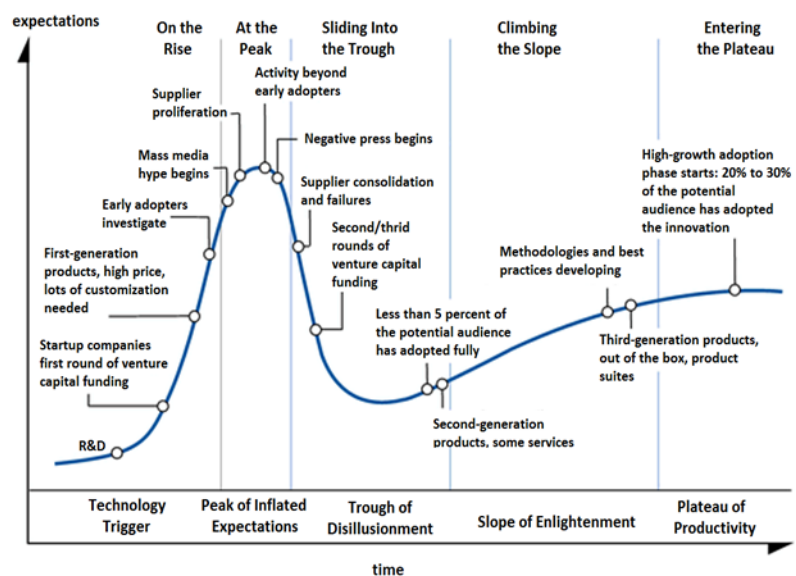 expectations
On the
Rise
At the
Peak
Sliding Into
the Trough
Climbing
the Slope
Entering
the Plateau
Activity beyond
early adopters
Supplier
proliferation
Negative press begins
Mass media
hype begins
High-growth adoption
phase starts: 20% to 30%
of the potential
audience has adopted
the innovation
Supplier consolidation
and failures
Early adopters
investigate
Second/thrid
rounds of
venture capital
funding
First-generation
products, high price,
lots of customization
needed
Methodologies and best
practices developing
Less than 5 percent of
the potential audience
has adopted fully
Startup companies
first round of venture
capital funding
Third-generation products,
out of the box, product
suites
Second-generation
products, some services
R&D
Technology
Trigger
Peak of Inflated
Expectations
Trough of
Disillusionment
Slope of Enlightenment
Plateau of
Productivity
time